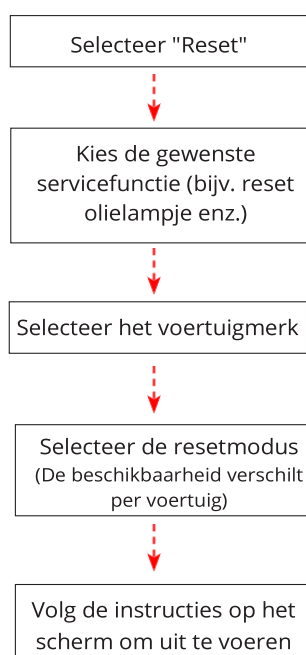 Selecteer "Reset"
Kies de gewenste
servicefunctie (bijv. reset
olielampje enz.)
Selecteer het voertuigmerk
Selecteer de resetmodus
(De beschikbaarheid verschilt
per voertuig)
Volg de instructies op het
scherm om uit te voeren